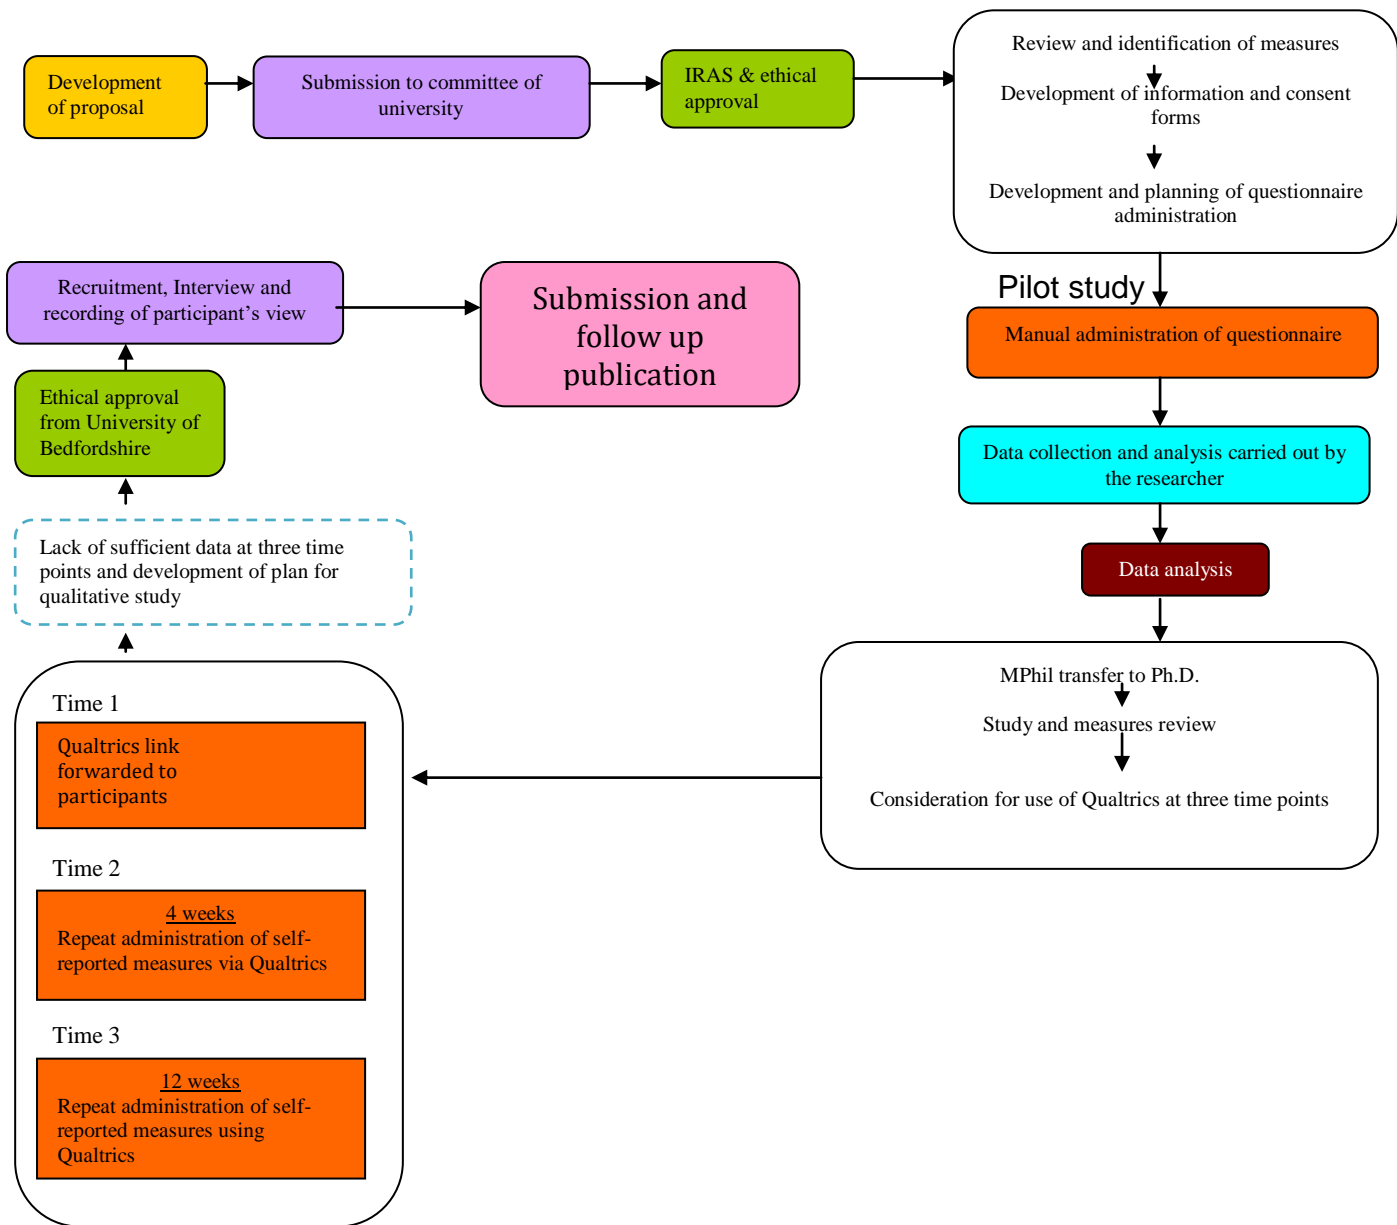 Development
of proposal
Submission to committee of
university
IRAS & ethical
approval
Review and identification of measures
Development of information and consent
forms
Development and planning of questionnaire
administration
Pilot study
Manual administration of questionnaire
Data collection and analysis carried out by
the researcher
Data analysis
MPhil transfer to Ph.D.
Study and measures review
Consideration for use of Qualtrics at three time points
Time 1
Qualtrics link
forwarded to
participants
Time 2
4 weeks
Repeat administration of self-
reported measures via Qualtrics
Time 3
12 weeks
Repeat administration of self-
reported measures using
Qualtrics
Lack of sufficient data at three time
points and development of plan for
qualitative study
Ethical approval
from University of
Bedfordshire
Recruitment, Interview and
recording of participant’s view
Submission and
follow up
publication